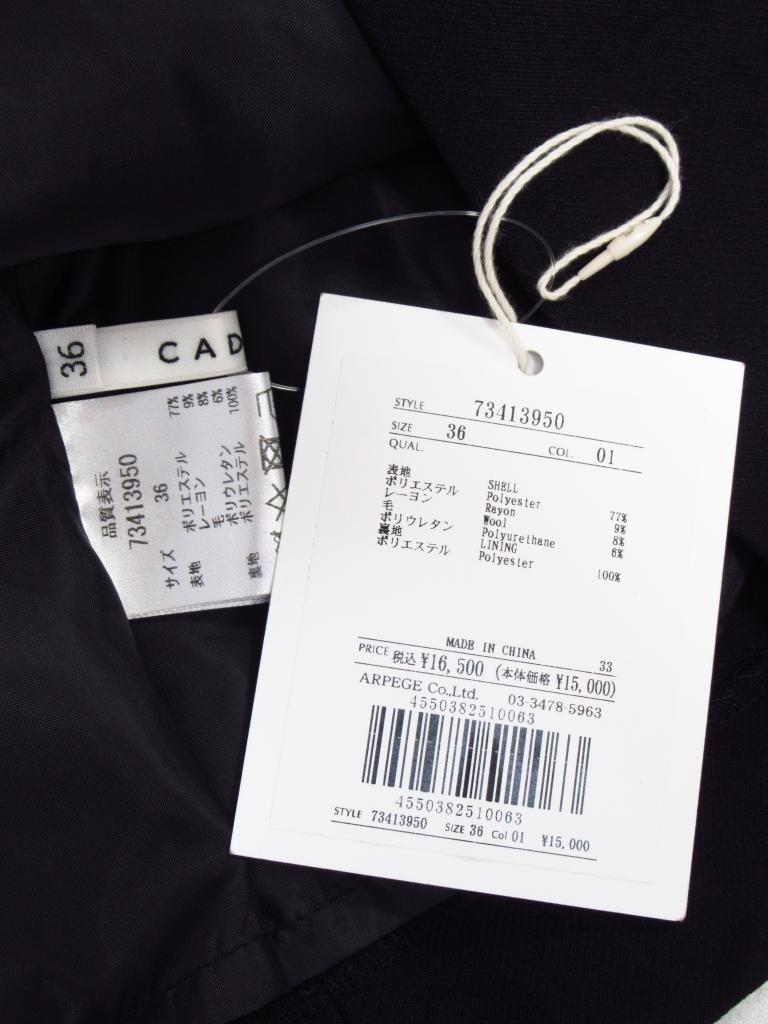 36
CAD
品質表示
73413950
サイズ 36
表地 ポリエステル 77%
レーヨン 9%
毛 8%
ポリウレタン 6%
裏地 ポリエステル 100%
STYLE 73413950
SIZE 36 COL. 01
QUAL.
表地 SHELL
ポリエステル Polyester 77%
レーヨン Rayon 9%
毛 Wool 8%
ポリウレタン Polyurethane 6%
裏地 LINING
ポリエステル Polyester 100%
MADE IN CHINA 33
PRICE 税込 ¥16,500 (本体価格 ¥15,000)
ARPEGE Co.,Ltd. 03-3478-5963
4550382510063
4550382510063
STYLE 73413950 SIZE 36 Col 01 ¥15,000